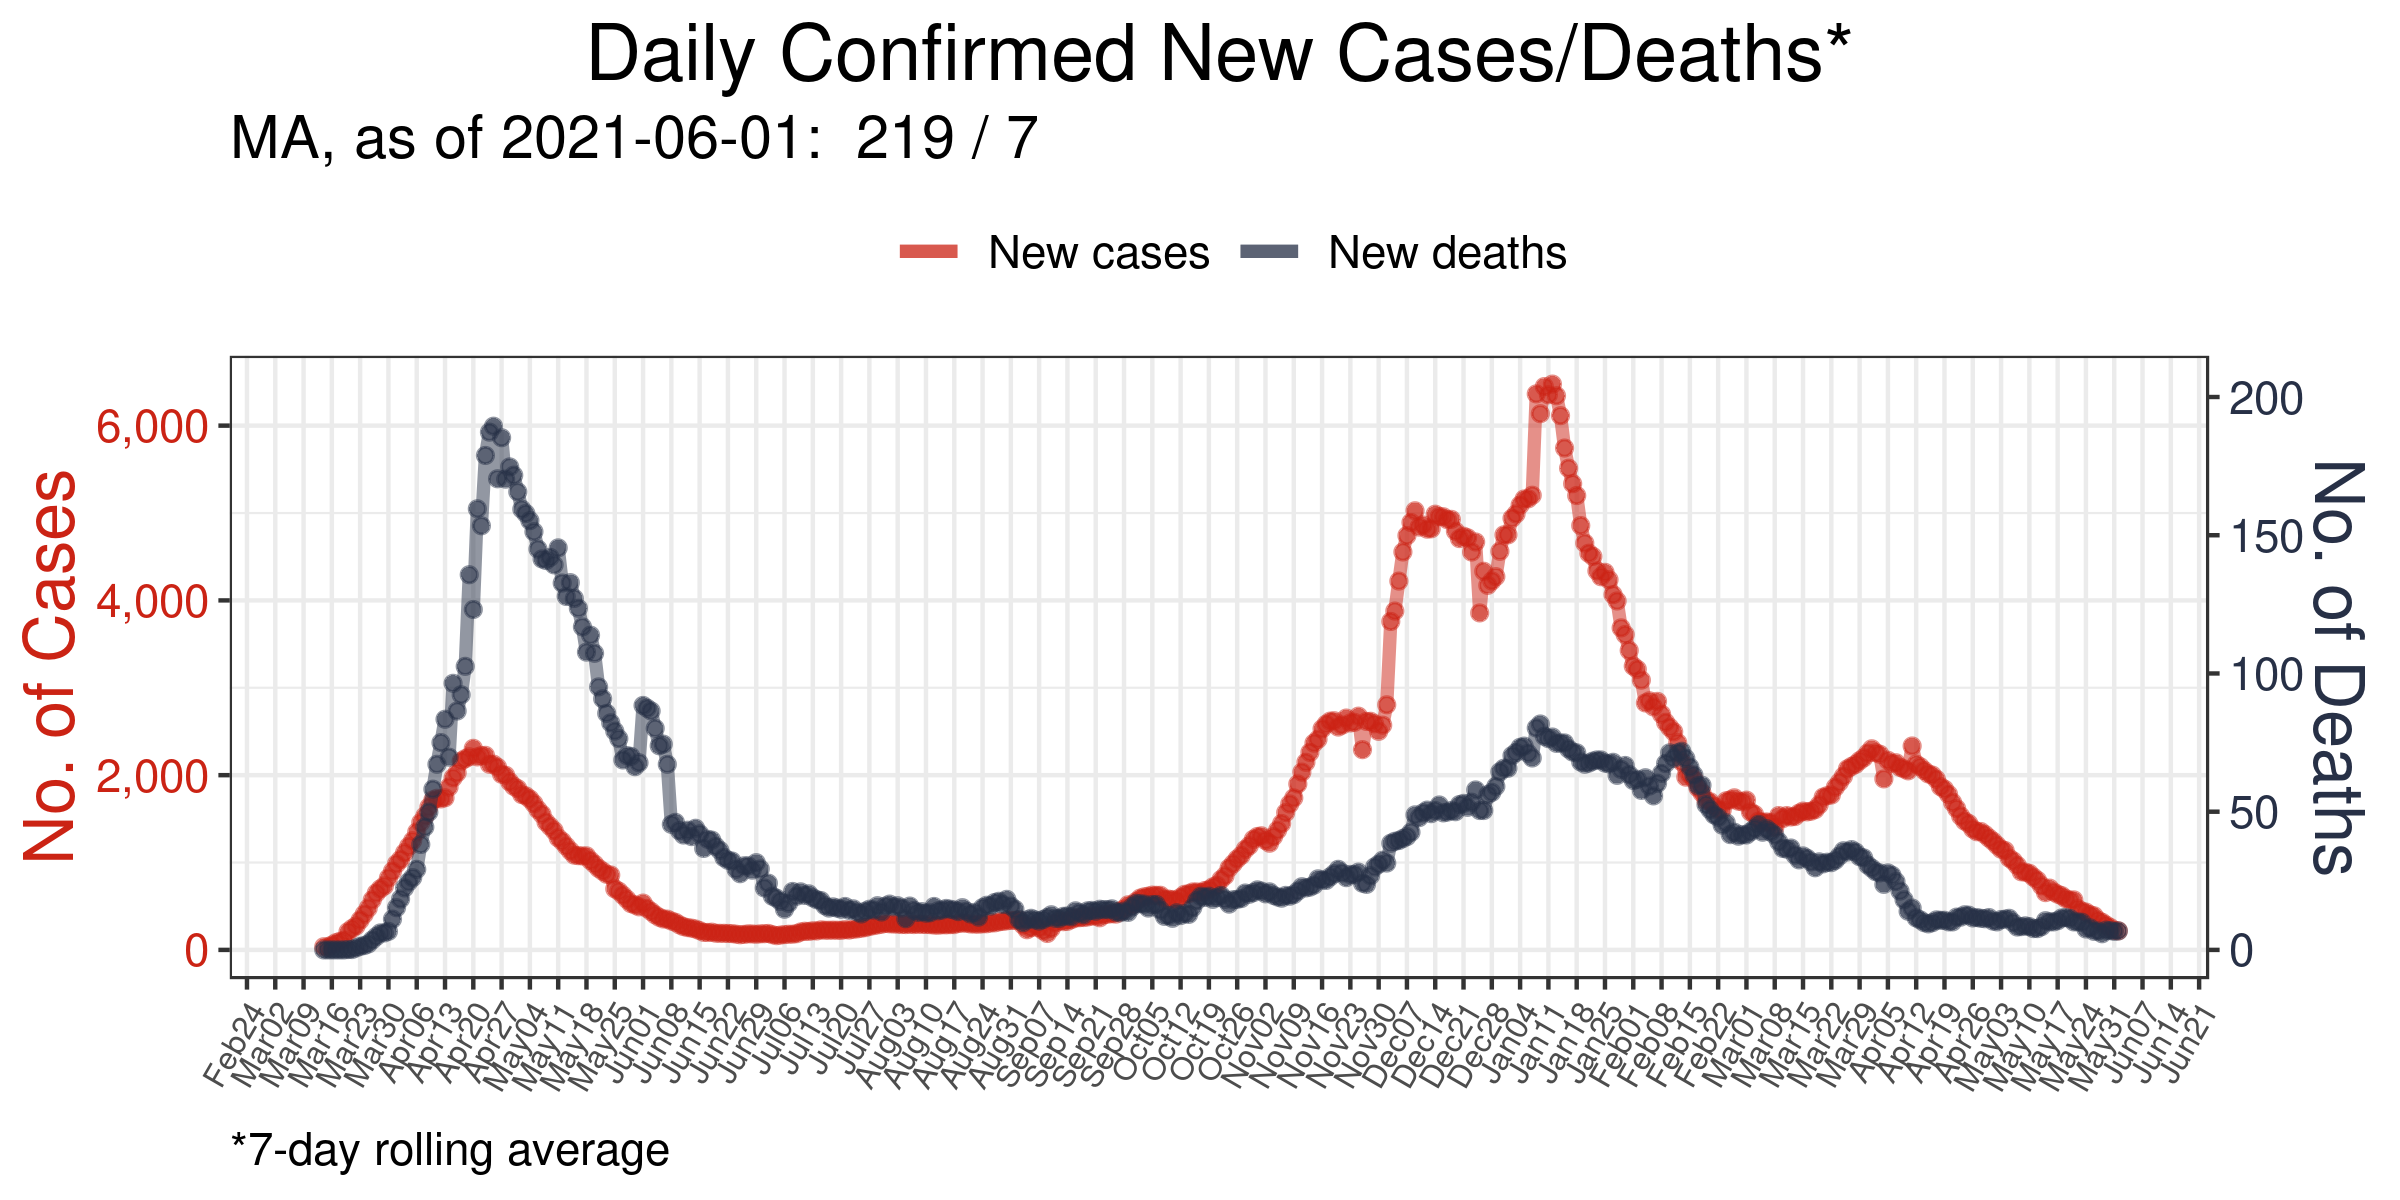 Daily Confirmed New Cases/Deaths*
MA, as of 2021-06-01:  219 / 7
New cases
New deaths
No. of Cases
6,000
4,000
2,000
0
No. of Deaths
200
150
100
50
0
Feb24
Mar02
Mar09
Mar16
Mar23
Mar30
Apr06
Apr13
Apr20
Apr27
May04
May11
May18
May25
Jun01
Jun08
Jun15
Jun22
Jun29
Jul06
Jul13
Jul20
Jul27
Aug03
Aug10
Aug17
Aug24
Aug31
Sep07
Sep14
Sep21
Sep28
Oct05
Oct12
Oct19
Oct26
Nov02
Nov09
Nov16
Nov23
Nov30
Dec07
Dec14
Dec21
Dec28
Jan04
Jan11
Jan18
Jan25
Feb01
Feb08
Feb15
Feb22
Mar01
Mar08
Mar15
Mar22
Mar29
Apr05
Apr12
Apr19
Apr26
May03
May10
May17
May24
May31
Jun07
Jun14
Jun21
*7-day rolling average